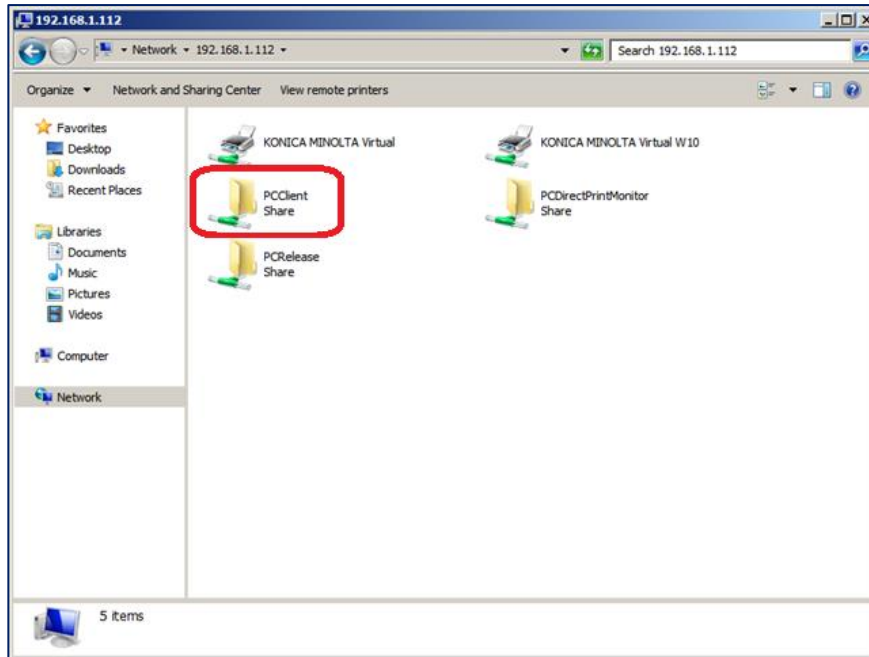 192.168.1.112
Network 192.168.1.112
Search 192.168.1.112
Organize Network and Sharing Center View remote printers
Favorites
Desktop
Downloads
Recent Places
Libraries
Documents
Music
Pictures
Videos
Computer
Network
KONICA MINOLTA Virtual
KONICA MINOLTA Virtual W10
PCClient
Share
PCDirectPrintMonitor
Share
PCRelease
Share
5 items